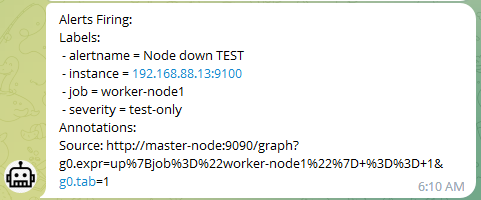 Alerts Firing:
Labels:
- alertname = Node down TEST
- instance = 192.168.88.13:9100
- job = worker-node1
- severity = test-only
Annotations:
Source: http://master-node:9090/graph?
g0.expr=up%7Bjob%3D%22worker-node1%22%7D+%3D%3D+1&
g0.tab=1
6:10 AM